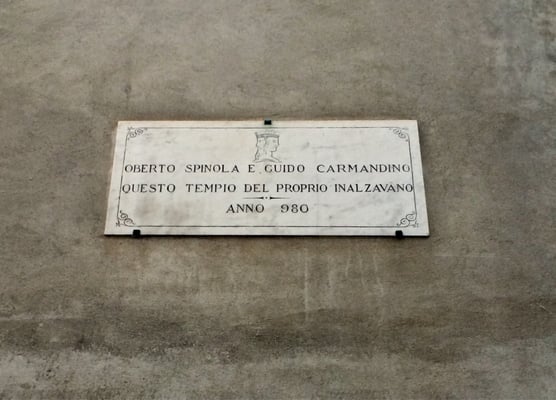 OBERTO SPINOLA E GUIDO CARMANDINO
QUESTO TEMPIO DEL PROPRIO INALZAVANO
ANNO 980